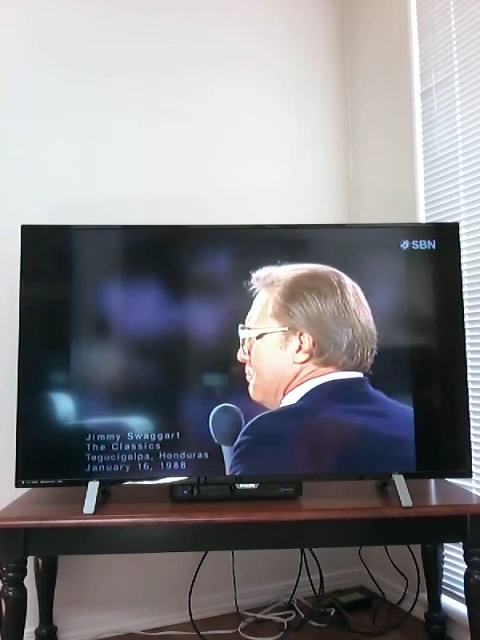 SBN
Jimmy Swaggart
The Classics
Tegucigalpa, Honduras
January 16, 1988